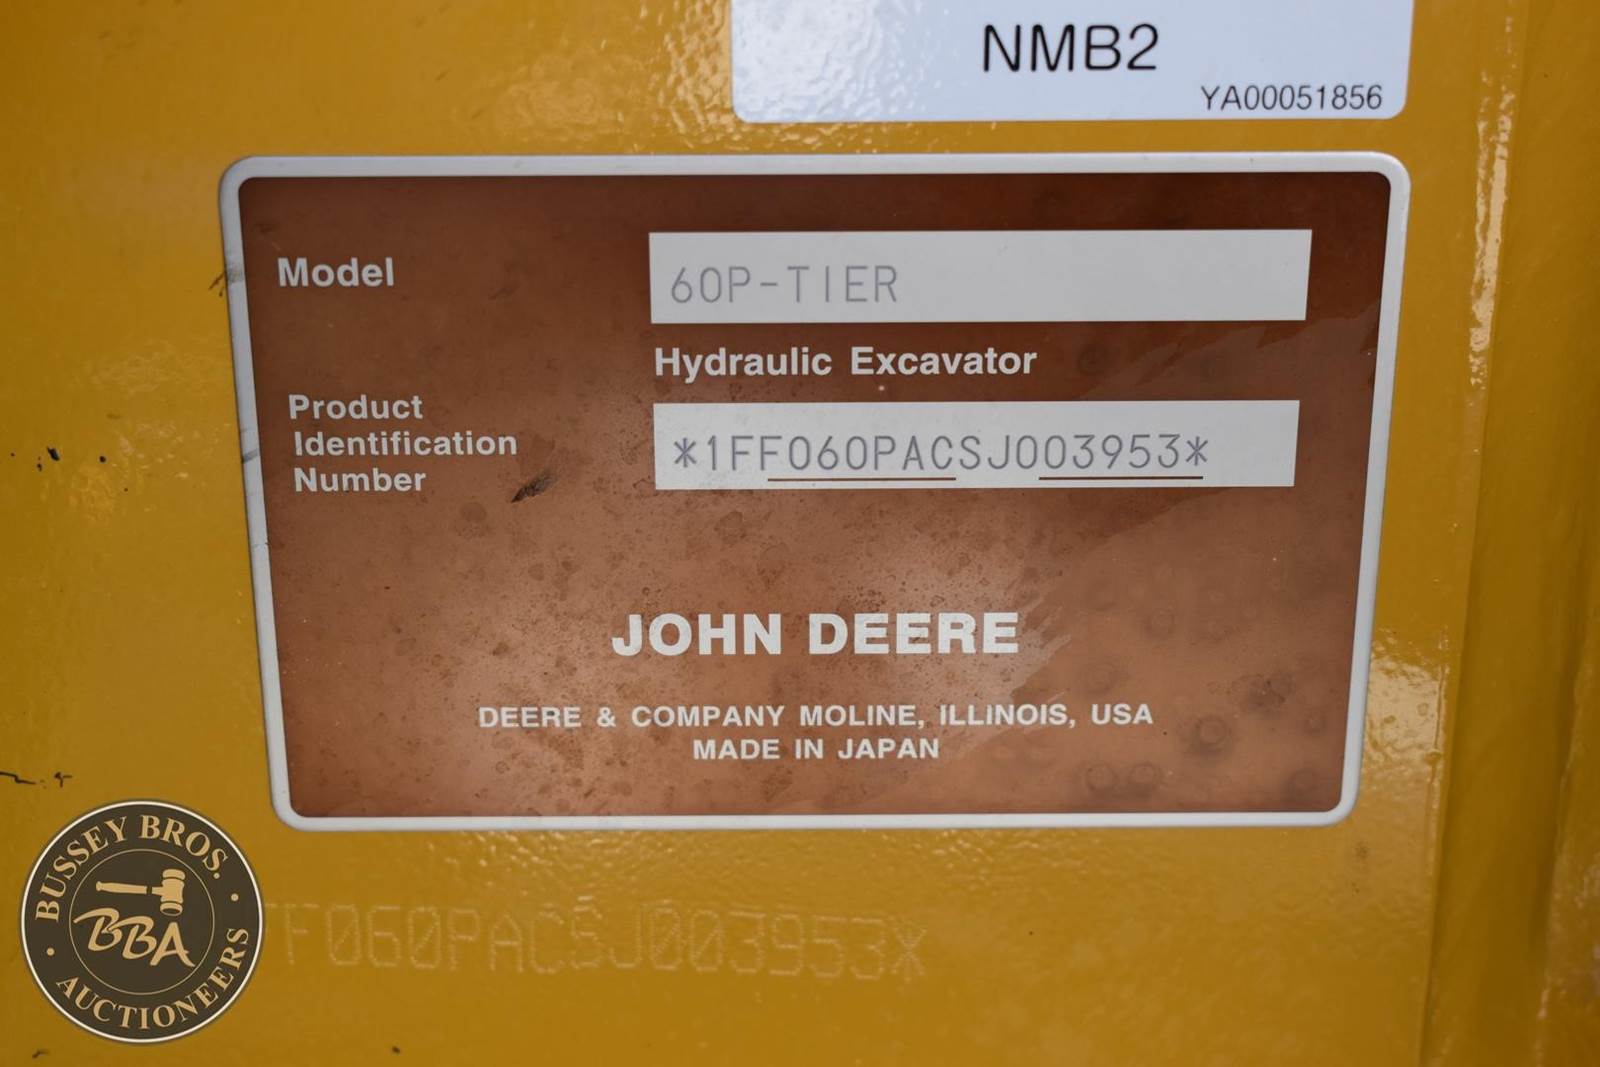 NMB2
YA00051856
Model 60P-TIER
Hydraulic Excavator
Product
Identification
Number
*1FF060PACSJ003953*
JOHN DEERE
DEERE & COMPANY MOLINE, ILLINOIS, USA
MADE IN JAPAN
FF060PACSJ003953*
BUSSEY BROS.
BBA
AUCTIONEERS